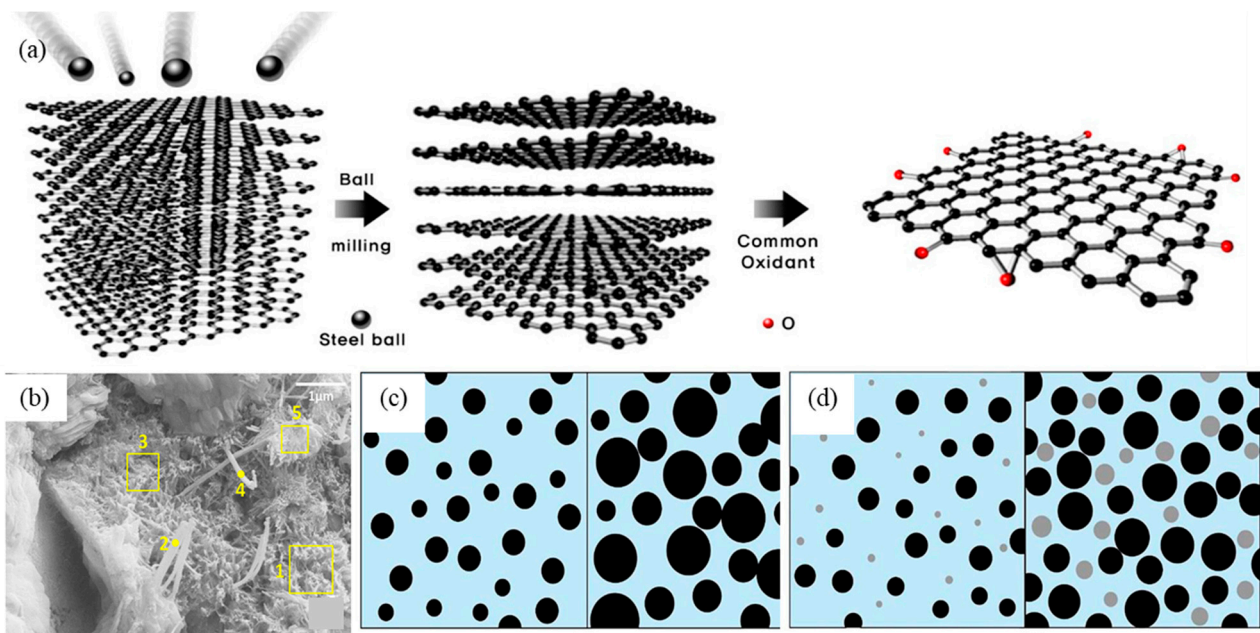 (a)
Ball
milling
Steel ball
Common
Oxidant
O
(b)
1μm
5
3
4
2
1
(c)
(d)